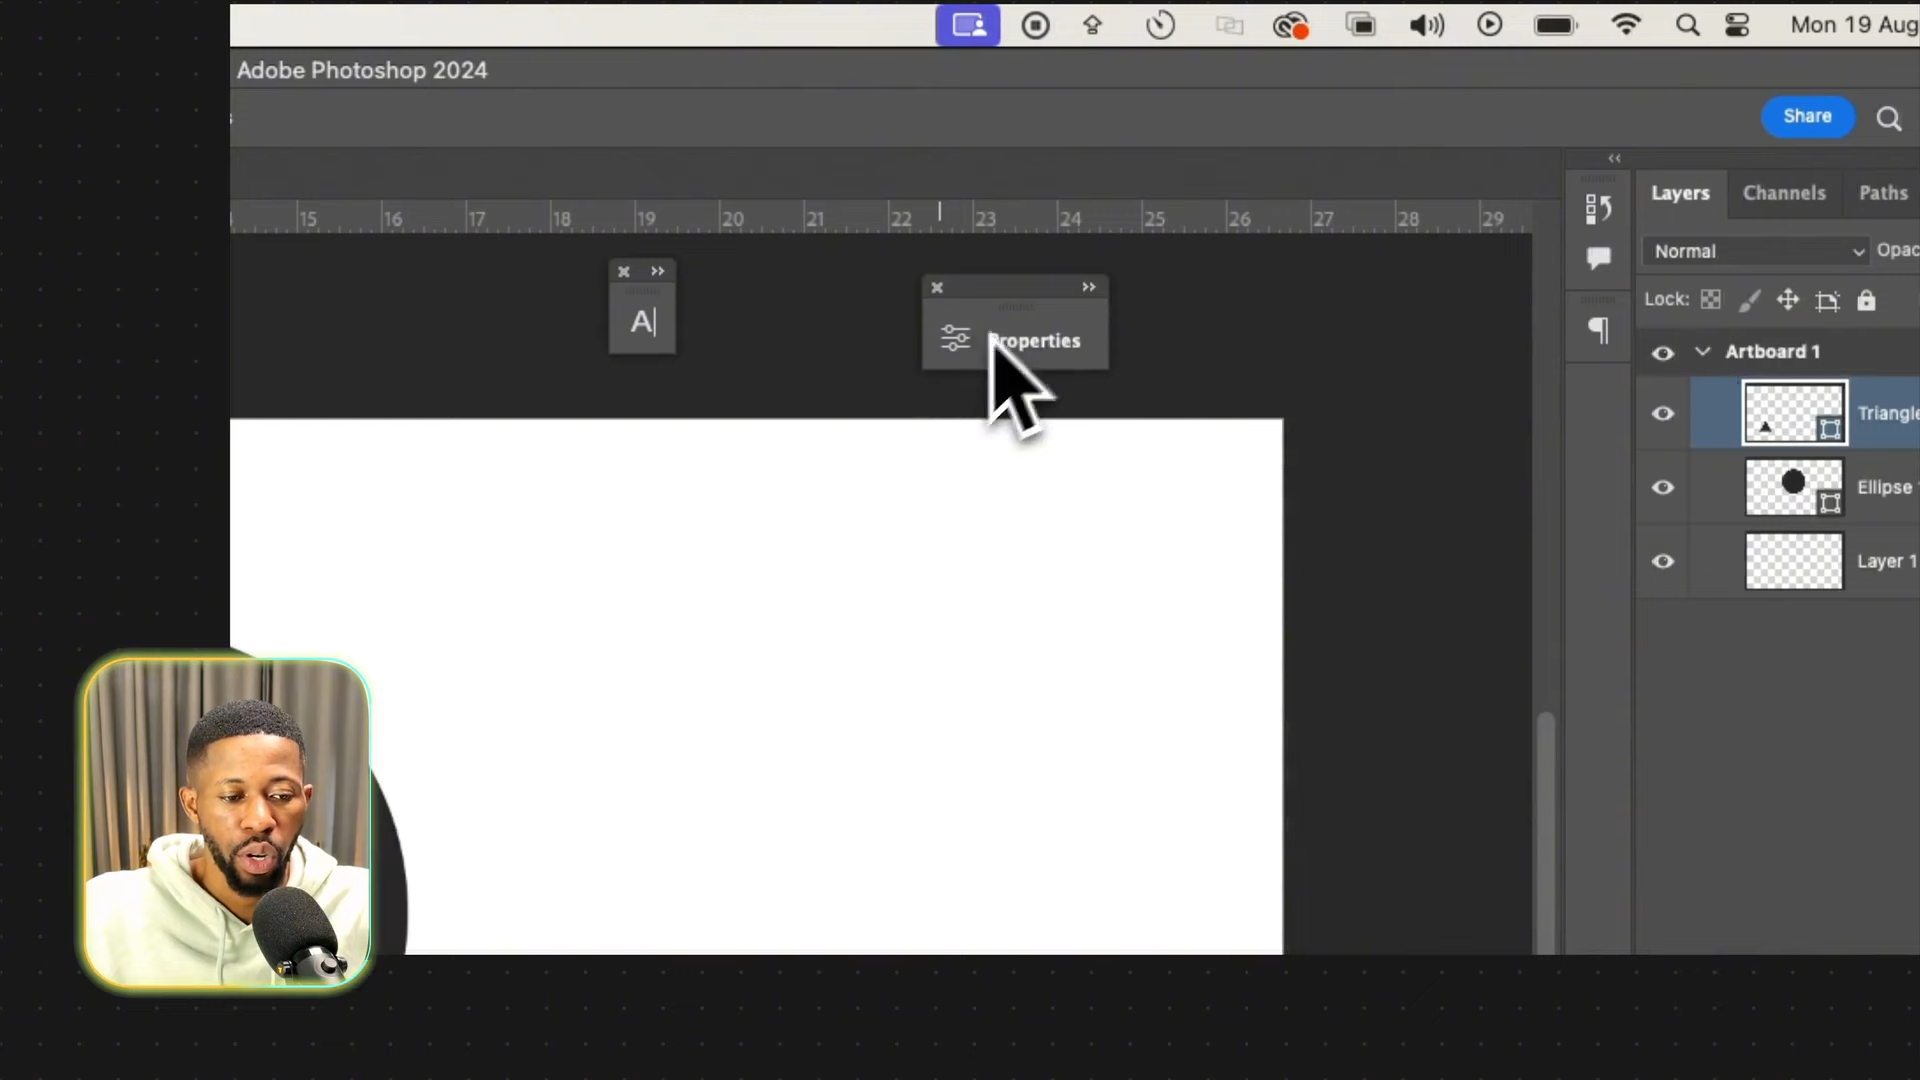 Mon 19 Aug
Adobe Photoshop 2024
Share
15 16 17 18 19 20 21 22 23 24 25 26 27 28 29
Layers Channels Paths
Normal Opac
A
Properties
Lock:
Artboard 1
Triangle
Ellipse
Layer 1